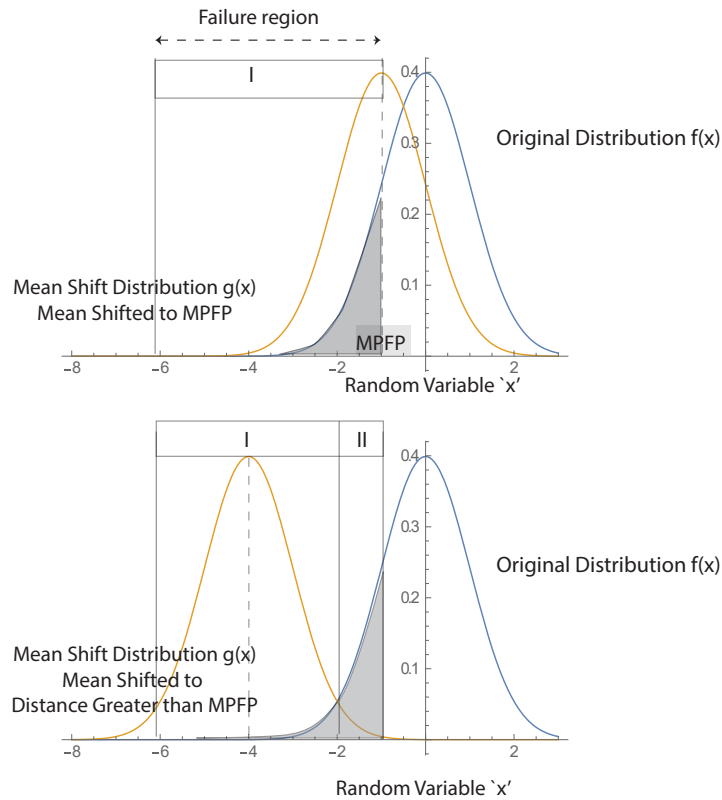 Failure region
I
0.4
Original Distribution f(x)
0.3
0.2
Mean Shift Distribution g(x)
Mean Shifted to MPFP
0.1
MPFP
−8 −6 −4 −2 2
Random Variable `x'
I II
0.4
0.3
Original Distribution f(x)
0.2
Mean Shift Distribution g(x)
Mean Shifted to
Distance Greater than MPFP
0.1
−8 −6 −4 −2 2
Random Variable `x'